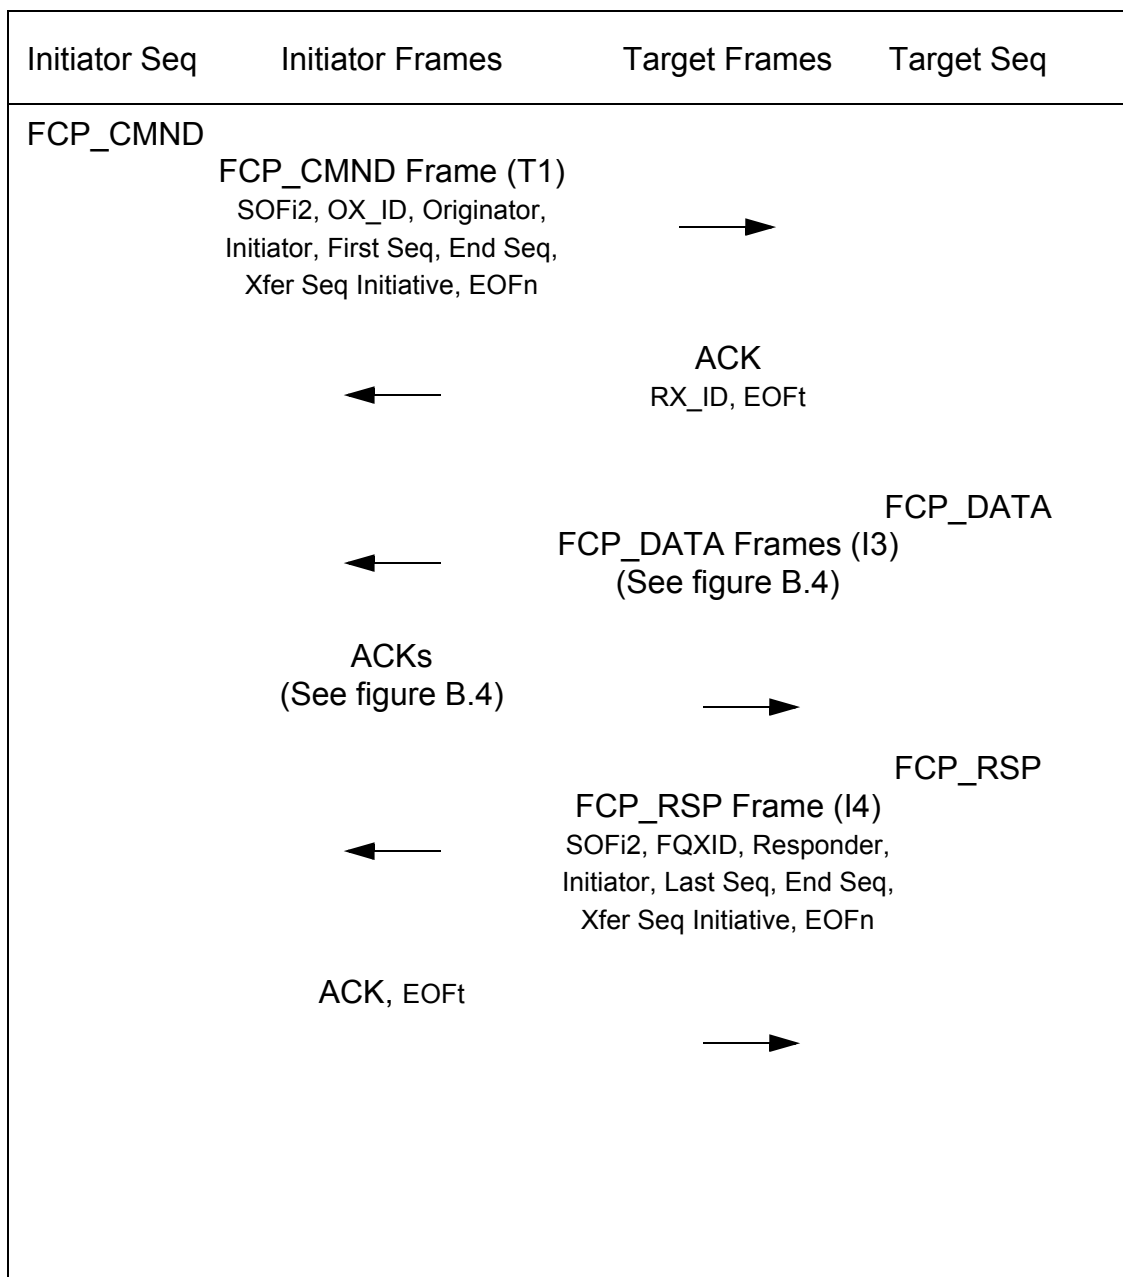 Initiator Seq Initiator Frames Target Frames Target Seq
FCP_CMND
FCP_CMND Frame (T1)
SOFi2, OX_ID, Originator,
Initiator, First Seq, End Seq,
Xfer Seq Initiative, EOFn
ACK
RX_ID, EOFt
FCP_DATA
FCP_DATA Frames (I3)
(See figure B.4)
ACKs
(See figure B.4)
FCP_RSP
FCP_RSP Frame (I4)
SOFi2, FQXID, Responder,
Initiator, Last Seq, End Seq,
Xfer Seq Initiative, EOFn
ACK, EOFt